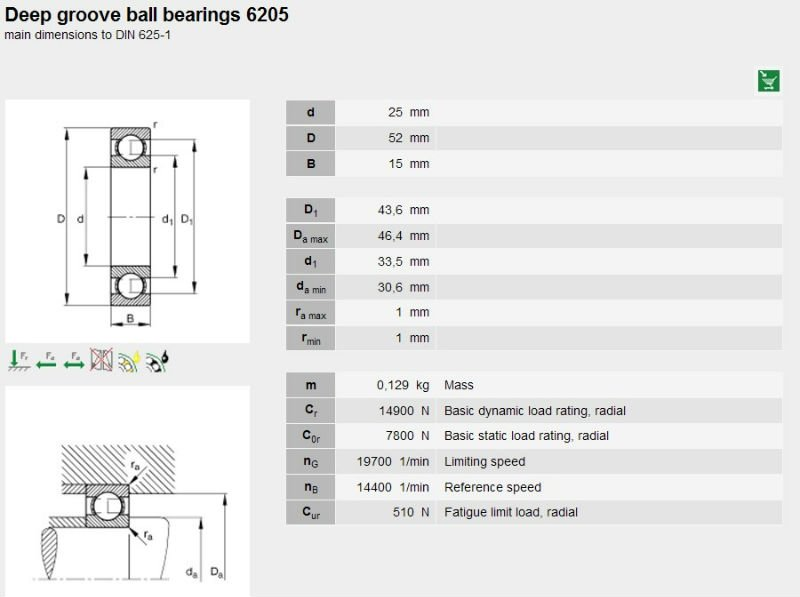 Deep groove ball bearings 6205
main dimensions to DIN 625-1
r
r
D
d
d1
D1
B
Fr
Fa
Fa
ra
ra
da
Da
d 25 mm
D 52 mm
B 15 mm
D1 43,6 mm
Da max 46,4 mm
d1 33,5 mm
da min 30,6 mm
ra max 1 mm
rmin 1 mm
m 0,129 kg Mass
Cr 14900 N Basic dynamic load rating, radial
C0r 7800 N Basic static load rating, radial
nG 19700 1/min Limiting speed
nB 14400 1/min Reference speed
Cur 510 N Fatigue limit load, radial